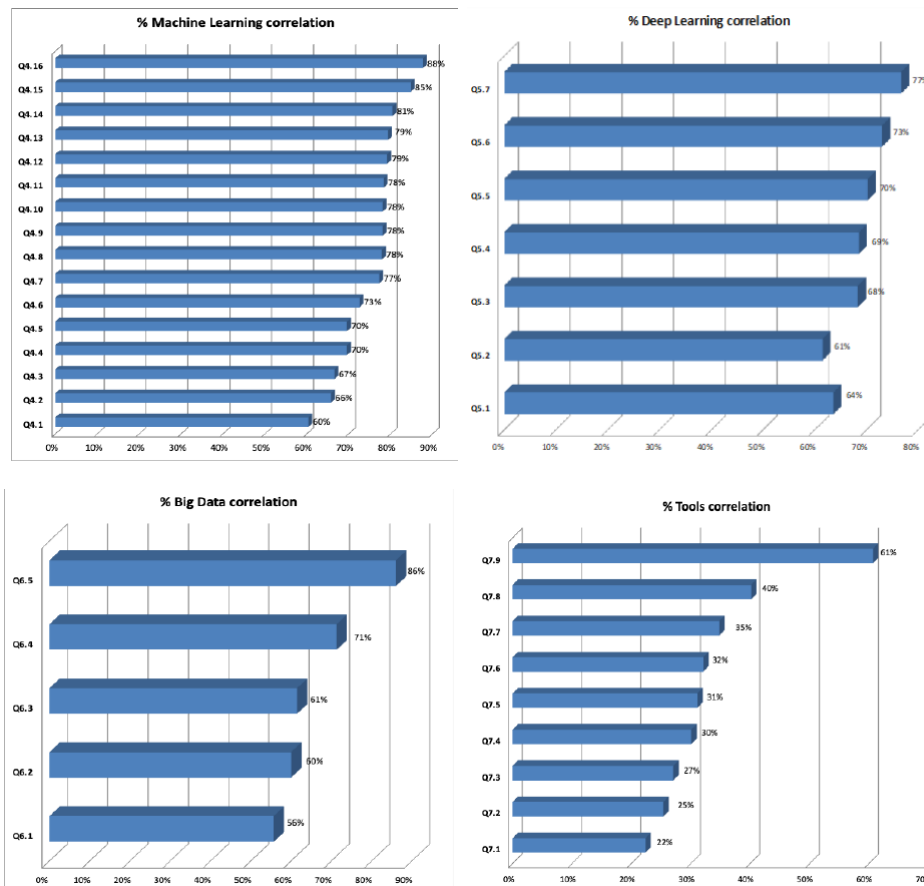 % Machine Learning correlation
Q4.16 88%
Q4.15 85%
Q4.14 81%
Q4.13 79%
Q4.12 79%
Q4.11 78%
Q4.10 78%
Q4.9 78%
Q4.8 78%
Q4.7 77%
Q4.6 73%
Q4.5 70%
Q4.4 70%
Q4.3 67%
Q4.2 66%
Q4.1 60%
0% 10% 20% 30% 40% 50% 60% 70% 80% 90%
% Deep Learning correlation
Q5.7 77%
Q5.6 73%
Q5.5 70%
Q5.4 69%
Q5.3 68%
Q5.2 61%
Q5.1 64%
0% 10% 20% 30% 40% 50% 60% 70% 80%
% Big Data correlation
Q6.5 86%
Q6.4 71%
Q6.3 61%
Q6.2 60%
Q6.1 56%
0% 10% 20% 30% 40% 50% 60% 70% 80% 90%
% Tools correlation
Q7.9 61%
Q7.8 40%
Q7.7 35%
Q7.6 32%
Q7.5 31%
Q7.4 30%
Q7.3 27%
Q7.2 25%
Q7.1 22%
0% 10% 20% 30% 40% 50% 60% 70